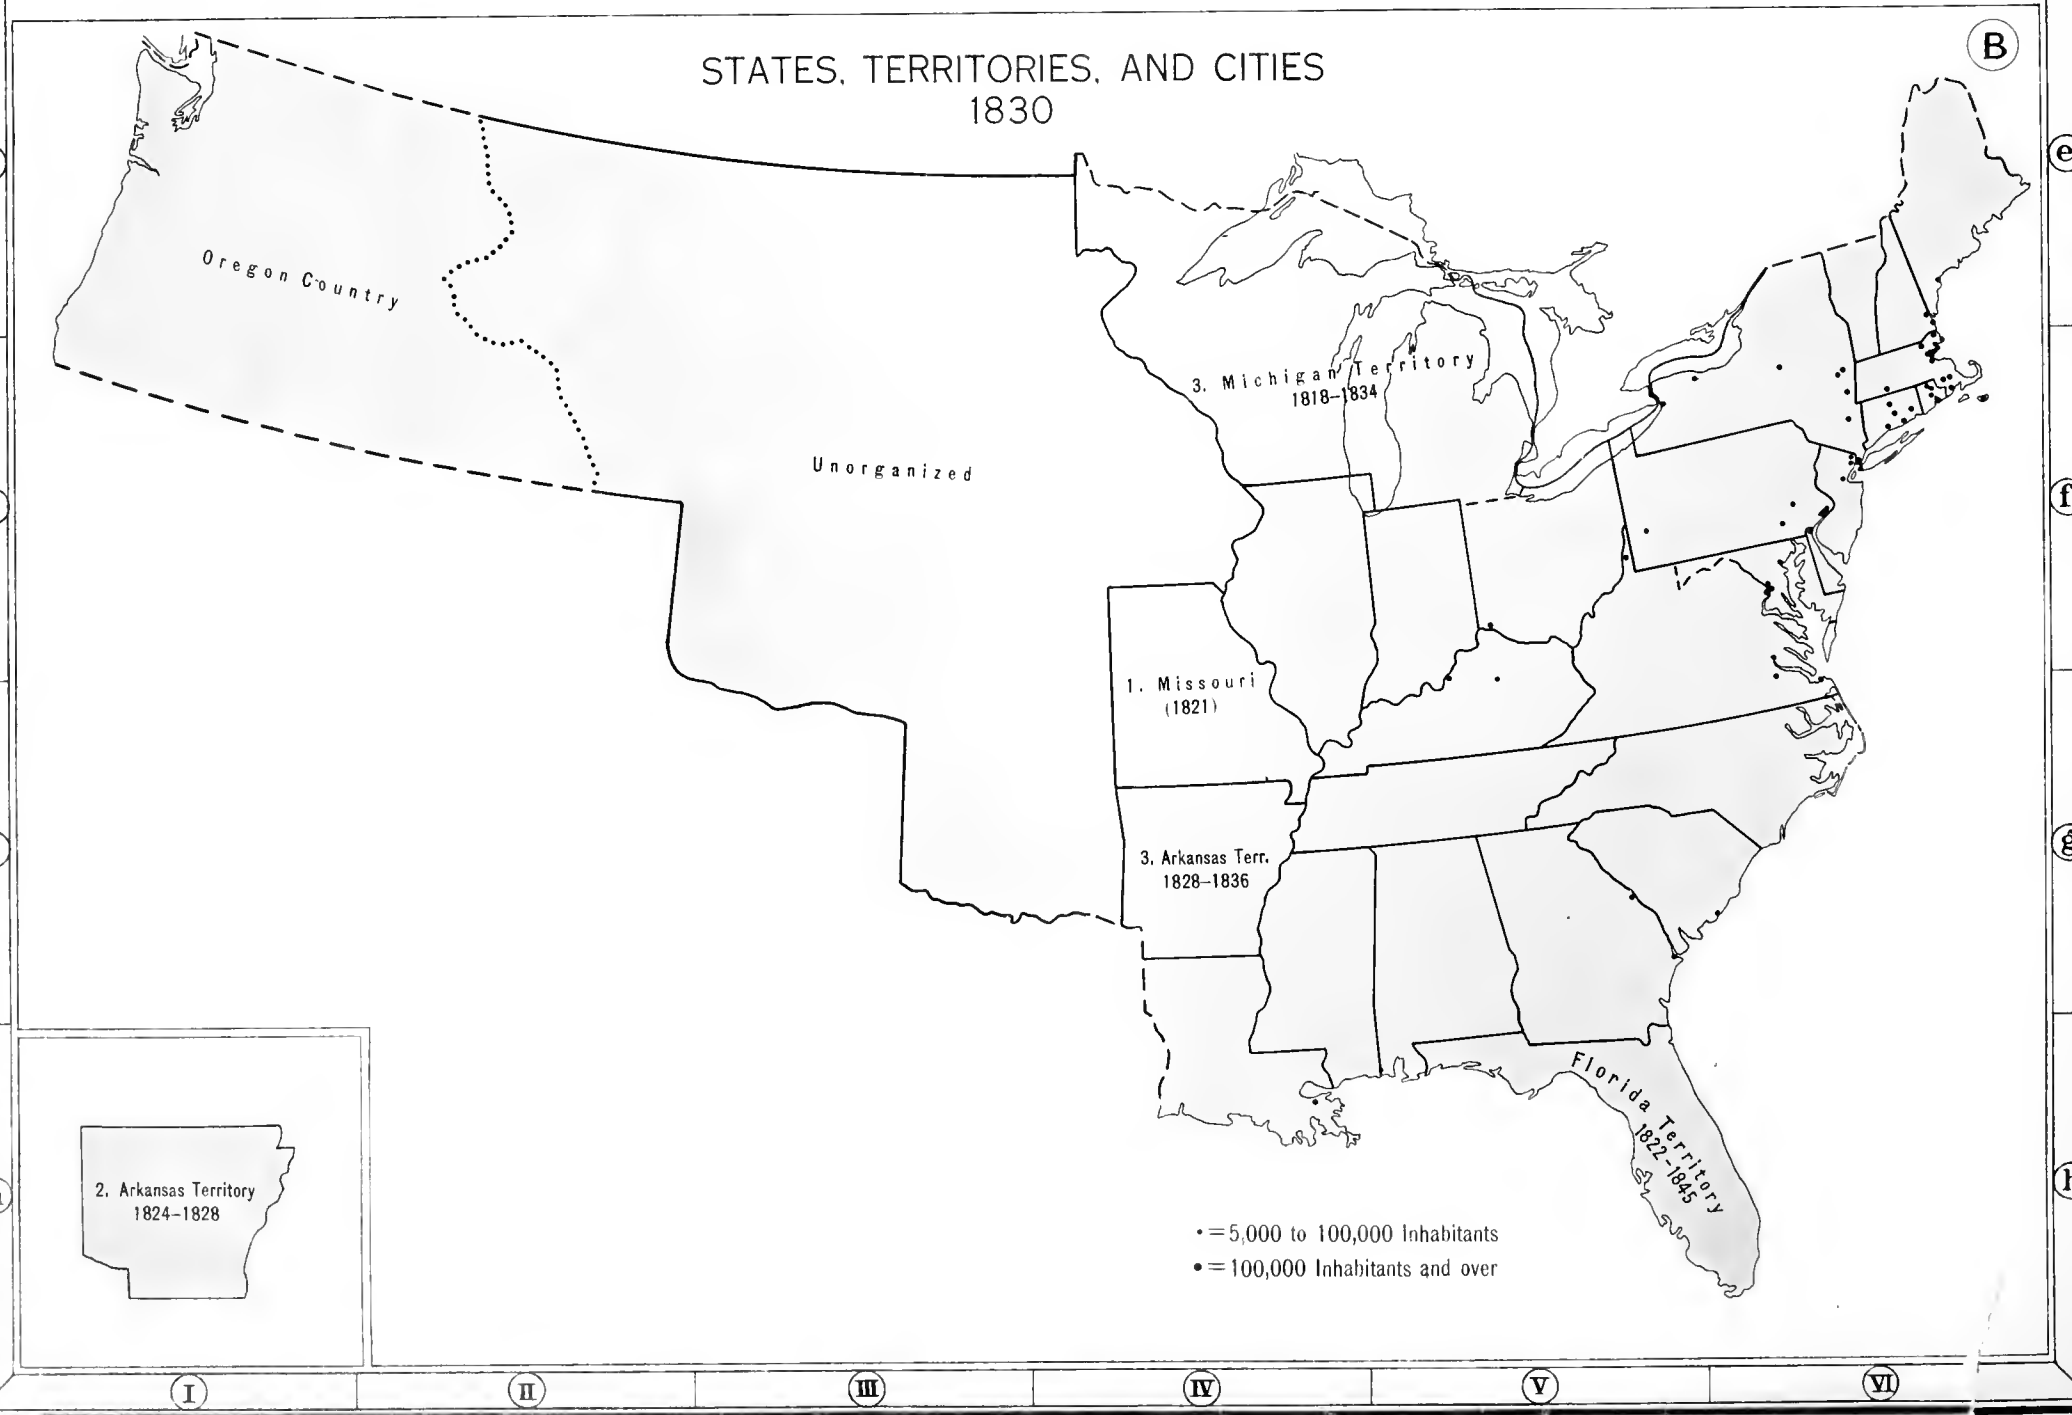 B
STATES, TERRITORIES, AND CITIES
1830
e
Oregon Country
3. Michigan Territory
1818–1834
Unorganized
f
1. Missouri
(1821)
3. Arkansas Terr.
1828–1836
g
Florida Territory
1822-1845
2. Arkansas Territory
1824–1828
h
• = 5,000 to 100,000 Inhabitants
• = 100,000 Inhabitants and over
I II III IV V VI